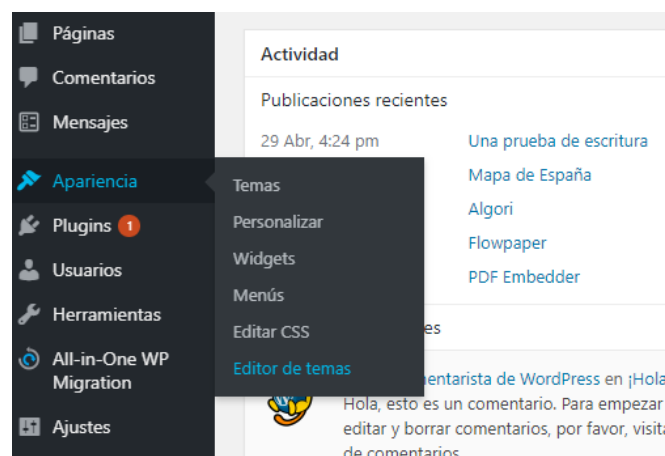 Páginas
Comentarios
Mensajes
Apariencia
Plugins 1
Usuarios
Herramientas
All-in-One WP
Migration
Ajustes
Temas
Personalizar
Widgets
Menús
Editar CSS
Editor de temas
Actividad
Publicaciones recientes
29 Abr, 4:24 pm Una prueba de escritura
Mapa de España
Algori
Flowpaper
PDF Embedder
es
mentarista de WordPress en ¡Hola
Hola, esto es un comentario. Para empezar
editar y borrar comentarios, por favor, visita
de comentarios